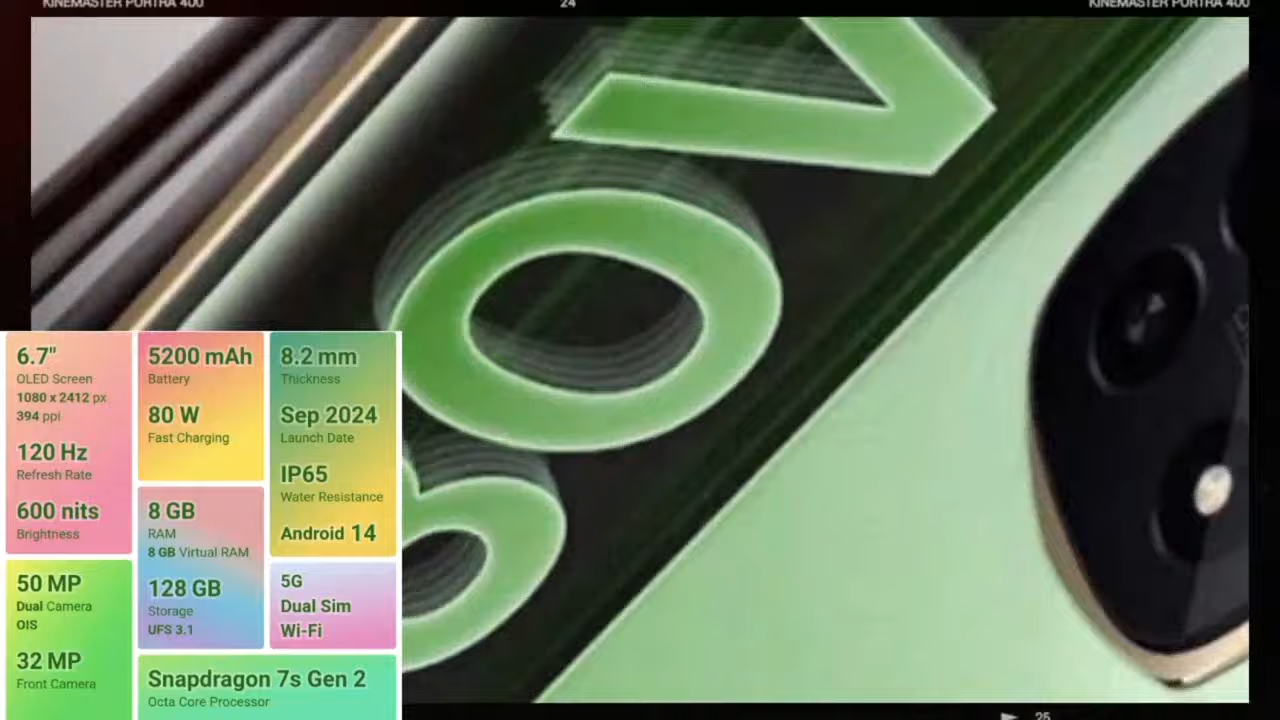 KINEMASTER PORTRA 400
24
KINEMASTER PORTRA 400
80V
6.7"
OLED Screen
1080 x 2412 px
394 ppi
120 Hz
Refresh Rate
600 nits
Brightness
50 MP
Dual Camera
OIS
32 MP
Front Camera
5200 mAh
Battery
80 W
Fast Charging
8 GB
RAM
8 GB Virtual RAM
128 GB
Storage
UFS 3.1
8.2 mm
Thickness
Sep 2024
Launch Date
IP65
Water Resistance
Android 14
5G
Dual Sim
Wi-Fi
Snapdragon 7s Gen 2
Octa Core Processor
25